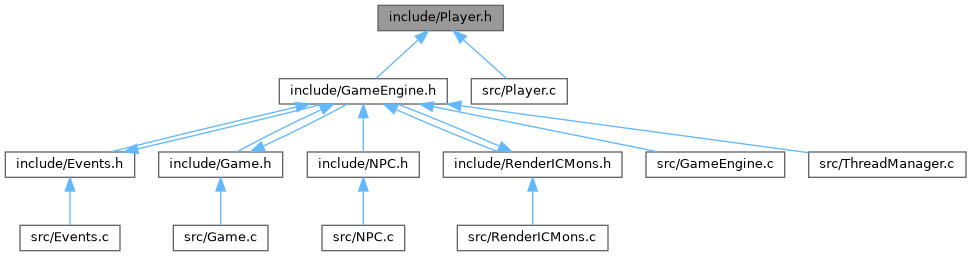 include/Player.h
include/GameEngine.h
src/Player.c
include/Events.h
include/Game.h
include/NPC.h
include/RenderICMons.h
src/GameEngine.c
src/ThreadManager.c
src/Events.c
src/Game.c
src/NPC.c
src/RenderICMons.c